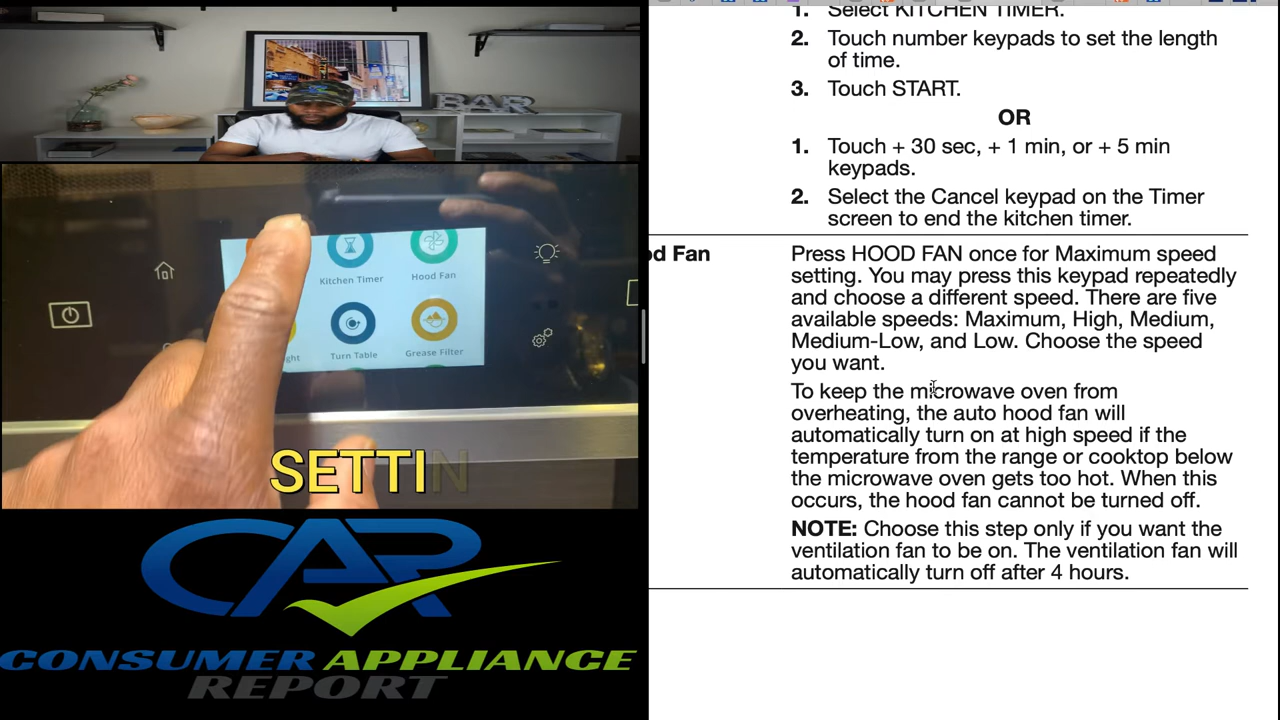 BAR
Kitchen Timer
Hood Fan
ght
Turn Table
Grease Filter
SETTIN
CAR
CONSUMER APPLIANCE
REPORT
1. Select KITCHEN TIMER.
2. Touch number keypads to set the length
of time.
3. Touch START.
OR
1. Touch + 30 sec, + 1 min, or + 5 min
keypads.
2. Select the Cancel keypad on the Timer
screen to end the kitchen timer.
od Fan
Press HOOD FAN once for Maximum speed
setting. You may press this keypad repeatedly
and choose a different speed. There are five
available speeds: Maximum, High, Medium,
Medium-Low, and Low. Choose the speed
you want.
To keep the microwave oven from
overheating, the auto hood fan will
automatically turn on at high speed if the
temperature from the range or cooktop below
the microwave oven gets too hot. When this
occurs, the hood fan cannot be turned off.
NOTE: Choose this step only if you want the
ventilation fan to be on. The ventilation fan will
automatically turn off after 4 hours.